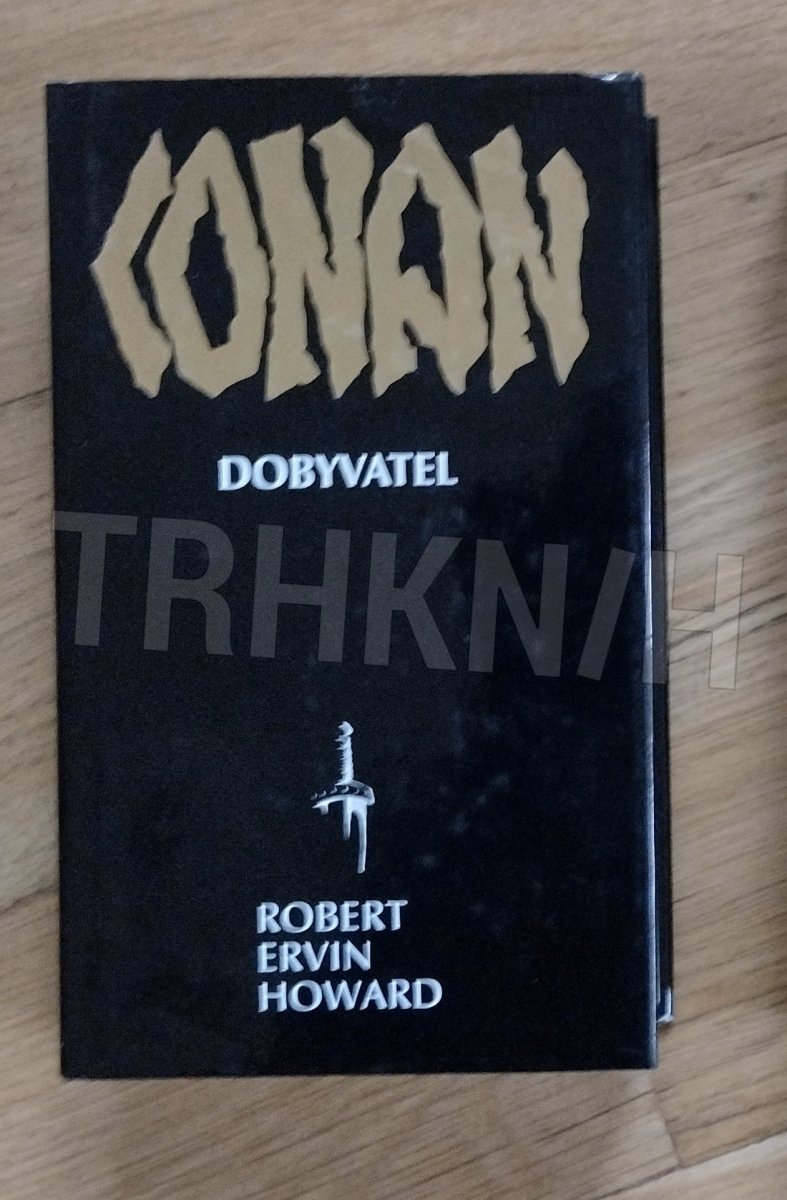 CONAN
DOBYVATEL
TRHKNIH
ROBERT
ERVIN
HOWARD